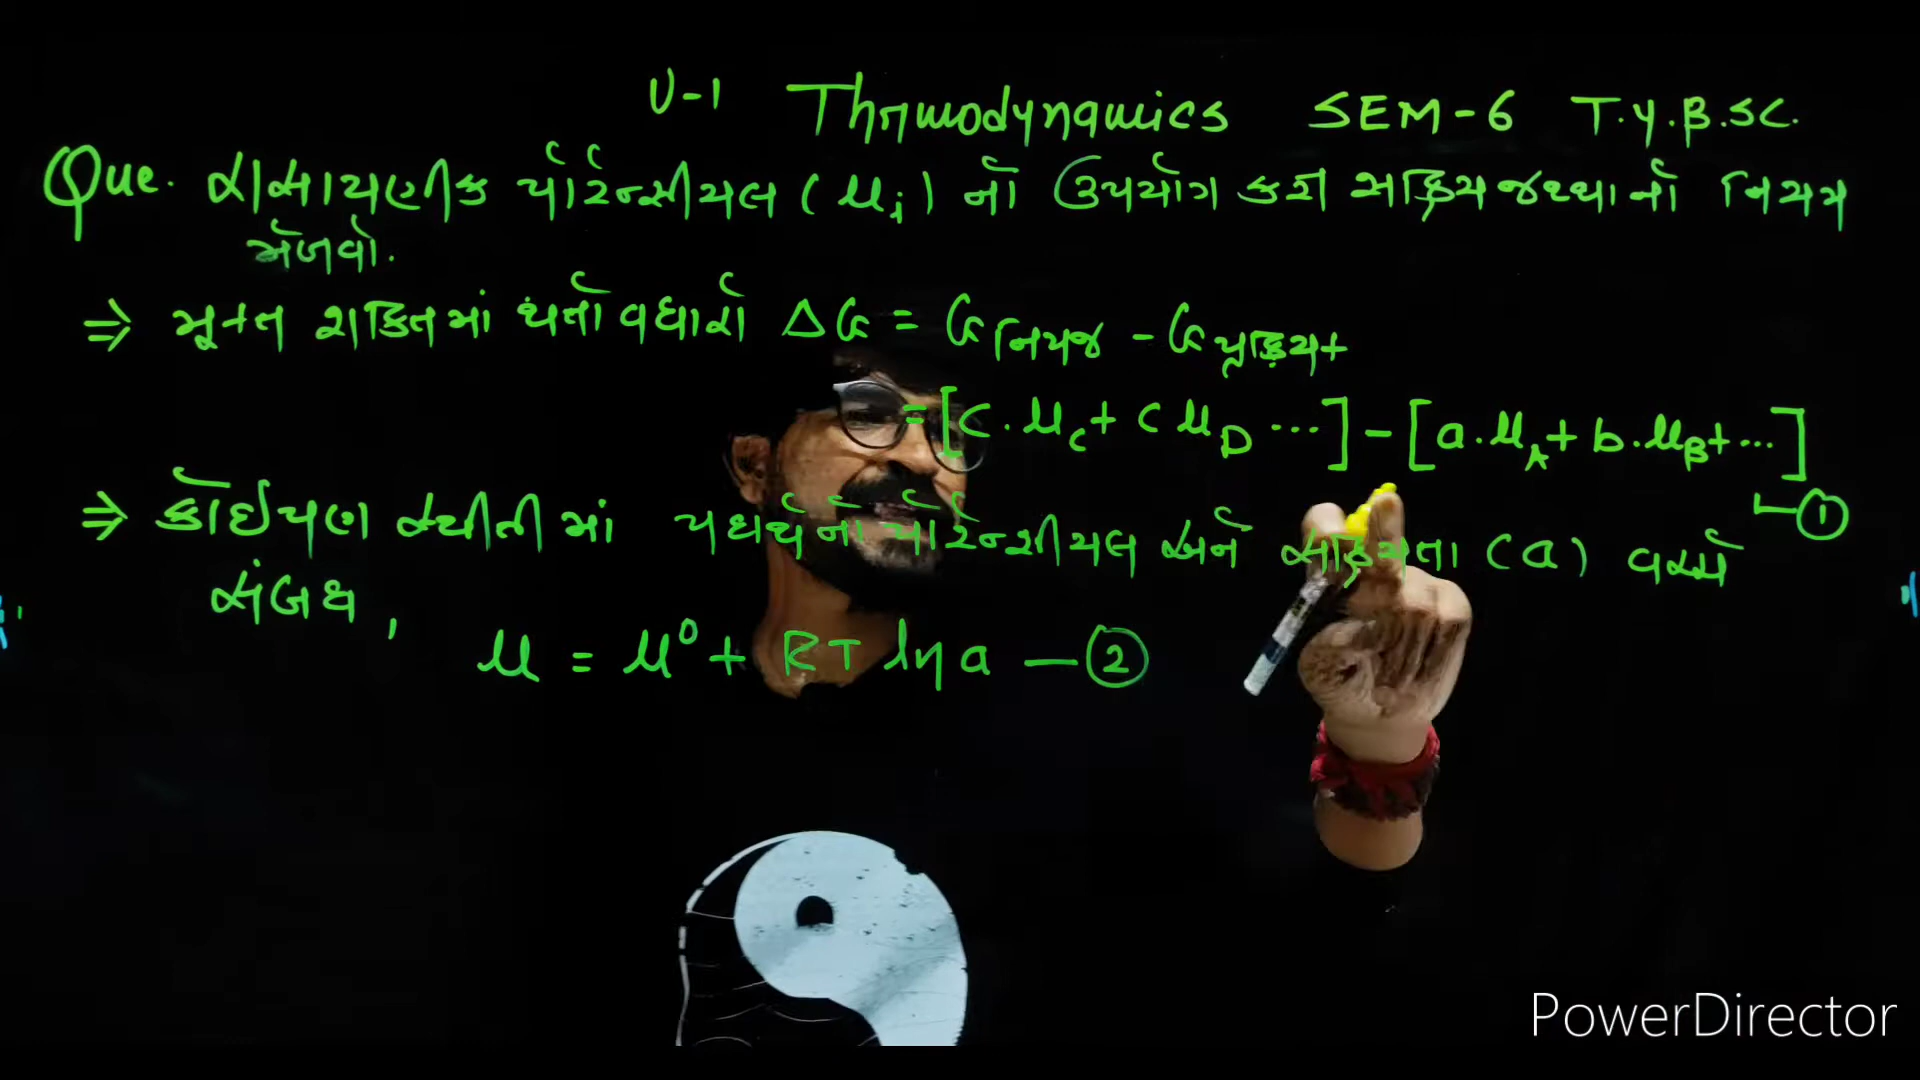 U-1 Thermodynamics SEM-6 T.Y.B.SC.
Que. રાસાયણીક પોટેન્શીયલ (μi) નો ઉપયોગ કરી સક્રિયજથ્થાનો નિયમ
મેળવો.
⇒ મૂક્ત શક્તિમાં થતો વધારો ΔG = G નિપજ - G પ્રક્રિયક
= [C.μC + C μD ...] - [a.μA + b.μB + ...]
①
⇒ કોઈપણ સ્થીતીમાં પદાર્થનો પોટેન્શીયલ અને સક્રિયતા (a) વચ્ચે
સંબંધ,
μ = μ⁰ + RT ln a — ②
PowerDirector